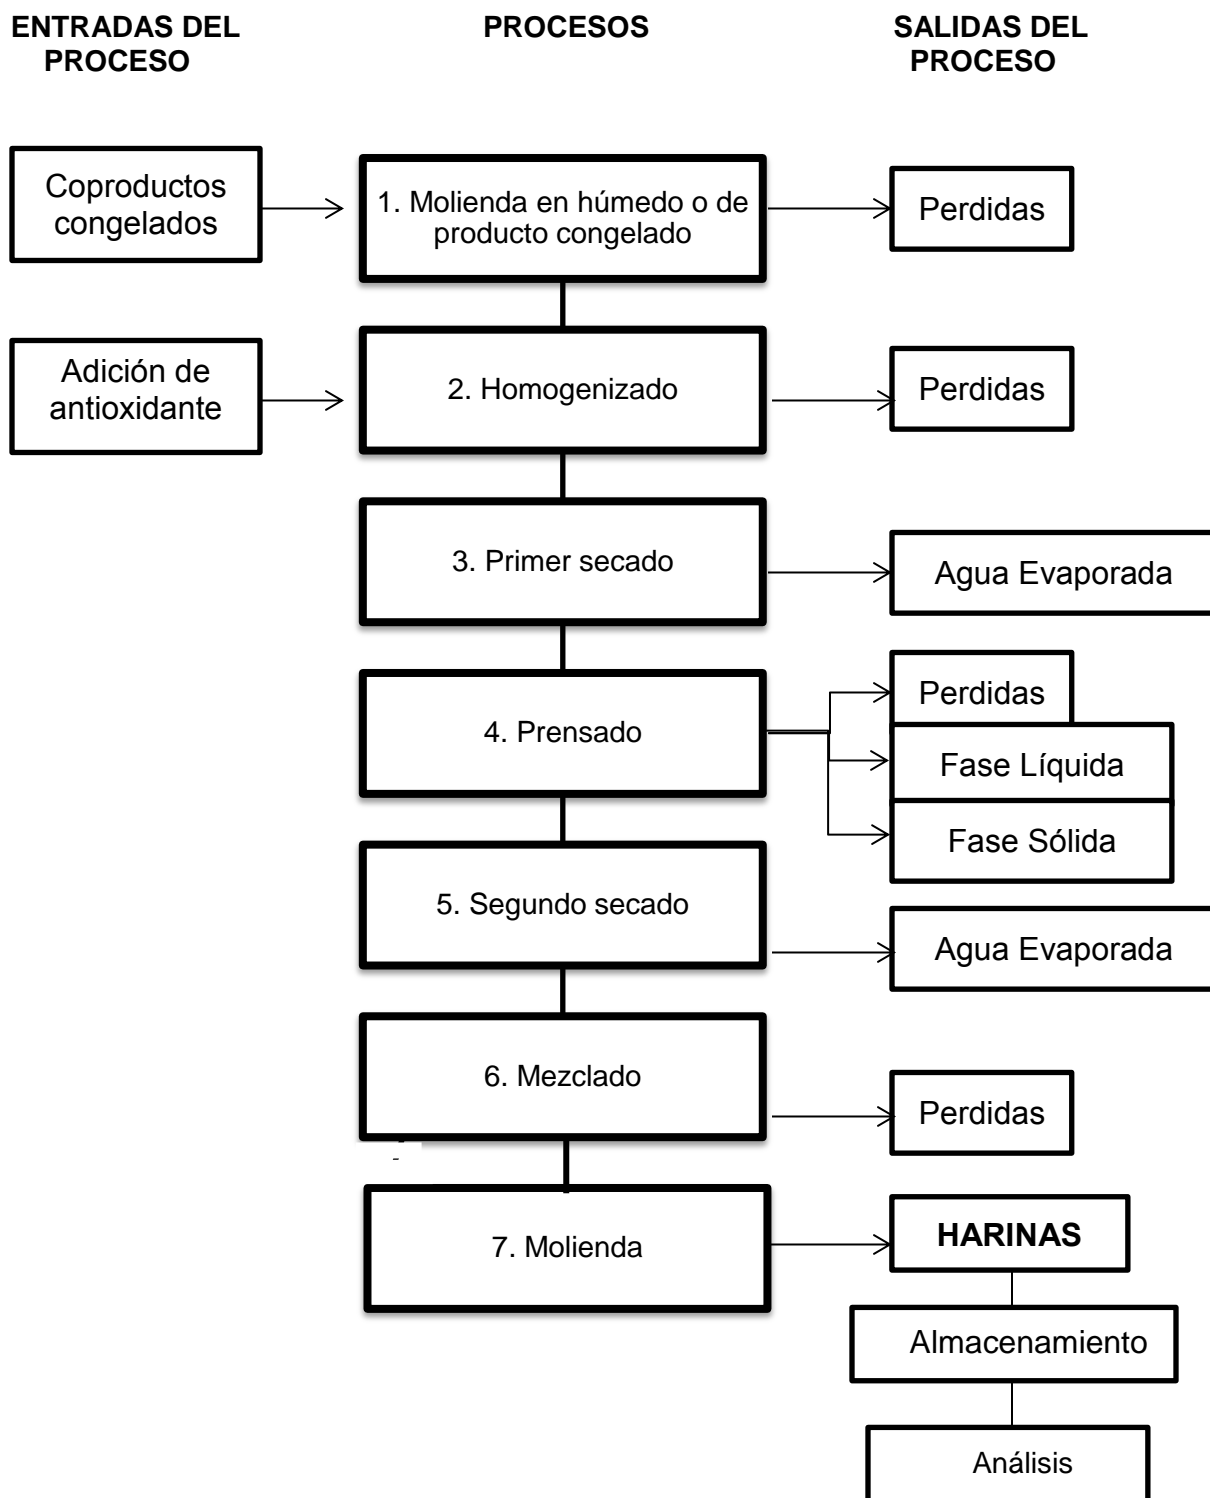 ENTRADAS DEL
PROCESO
PROCESOS
SALIDAS DEL
PROCESO
Coproductos
congelados
1. Molienda en húmedo o de
producto congelado
Perdidas
Adición de
antioxidante
2. Homogenizado
Perdidas
3. Primer secado
Agua Evaporada
4. Prensado
Perdidas
Fase Líquida
Fase Sólida
5. Segundo secado
Agua Evaporada
6. Mezclado
Perdidas
7. Molienda
HARINAS
Almacenamiento
Análisis